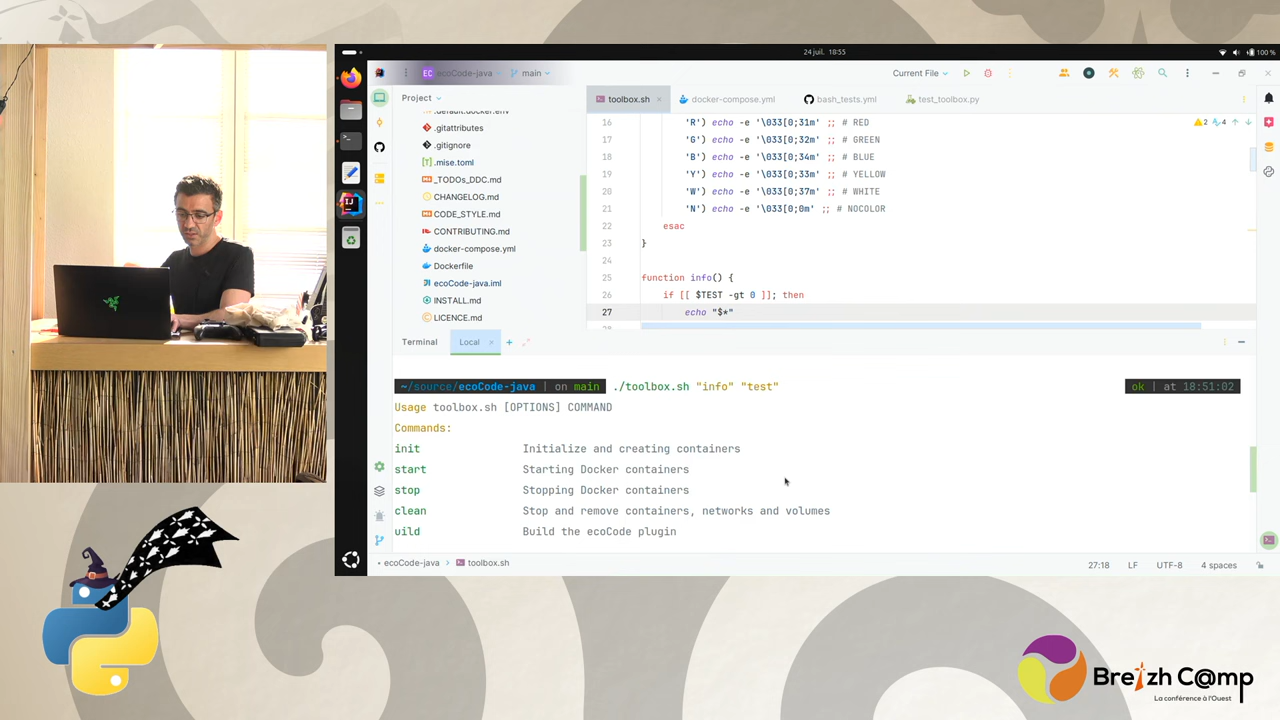 24 juil. 18:55
100 %
EC ecoCode-java
main
Current File
Project
toolbox.sh
docker-compose.yml
bash_tests.yml
test_toolbox.py
.default.docker.env
.gitattributes
.gitignore
.mise.toml
_TODOs_DDC.md
CHANGELOG.md
CODE_STYLE.md
CONTRIBUTING.md
docker-compose.yml
Dockerfile
ecoCode-java.iml
INSTALL.md
LICENCE.md
2 4
16 'R') echo -e '\033[0;31m' ;; # RED
17 'G') echo -e '\033[0;32m' ;; # GREEN
18 'B') echo -e '\033[0;34m' ;; # BLUE
19 'Y') echo -e '\033[0;33m' ;; # YELLOW
20 'W') echo -e '\033[0;37m' ;; # WHITE
21 'N') echo -e '\033[0;0m' ;; # NOCOLOR
22 esac
23 }
24
25 function info() {
26 if [[ $TEST -gt 0 ]]; then
27 echo "$*"
Terminal
Local
~/source/ecoCode-java | on main ./toolbox.sh "info" "test"
ok | at 18:51:02
Usage toolbox.sh [OPTIONS] COMMAND
Commands:
init Initialize and creating containers
start Starting Docker containers
stop Stopping Docker containers
clean Stop and remove containers, networks and volumes
uild Build the ecoCode plugin
ecoCode-java > toolbox.sh
27:18 LF UTF-8 4 spaces
Breizh C@mp
La conférence à l'Ouest